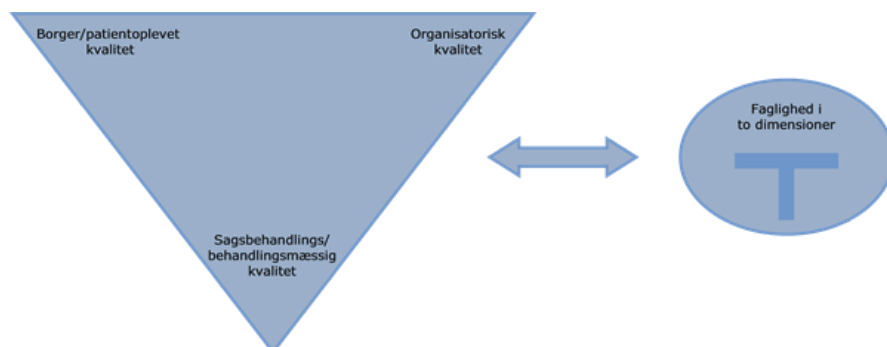 Borger/patientoplevet
kvalitet
Organisatorisk
kvalitet
Faglighed i
to dimensioner
Sagsbehandlings/
behandlingsmæssig
kvalitet